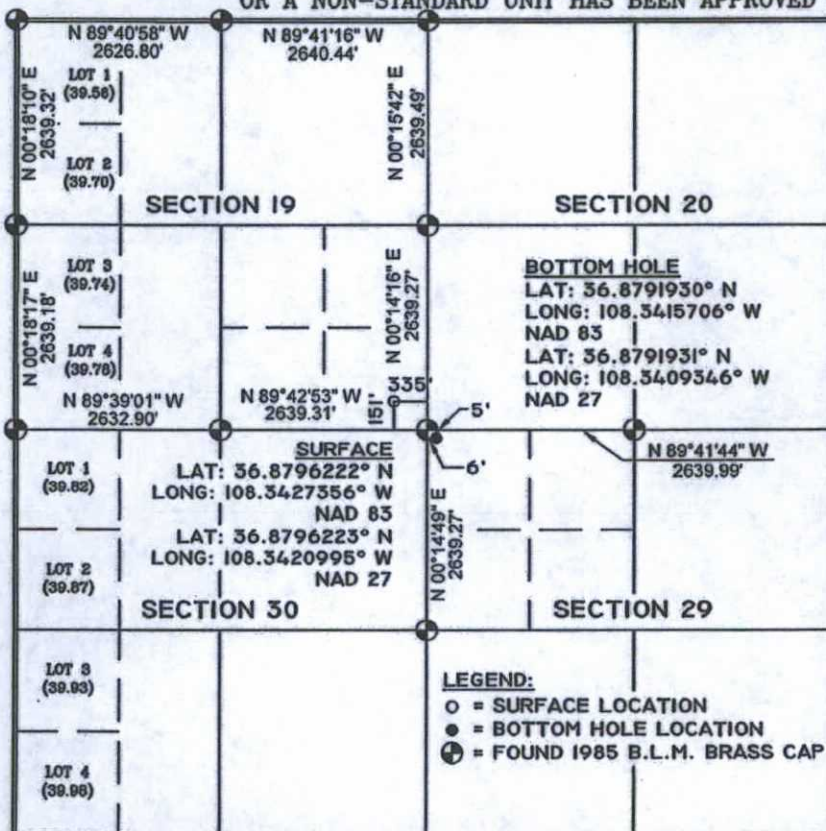 OR A NON-STANDARD UNIT HAS BEEN APPROVED
N 89°40'58" W
2626.80'
N 89°41'16" W
2640.44'
LOT 1
(39.56)
N 00°18'10" E
2639.32'
N 00°15'42" E
2639.49'
LOT 2
(39.70)
SECTION 19
SECTION 20
LOT 3
(39.74)
N 00°18'17" E
2639.18'
N 00°14'16" E
2639.27'
BOTTOM HOLE
LAT: 36.8791930° N
LONG: 108.3415706° W
NAD 83
LAT: 36.8791931° N
LONG: 108.3409346° W
NAD 27
LOT 4
(39.78)
N 89°39'01" W
2632.90'
N 89°42'53" W
2639.31'
335'
151'
5'
6'
N 89°41'44" W
2639.99'
SURFACE
LAT: 36.8796222° N
LONG: 108.3427356° W
NAD 83
LAT: 36.8796223° N
LONG: 108.3420995° W
NAD 27
LOT 1
(39.82)
N 00°14'49" E
2639.27'
LOT 2
(39.87)
SECTION 30
SECTION 29
LOT 3
(39.93)
LEGEND:
= SURFACE LOCATION
= BOTTOM HOLE LOCATION
= FOUND 1985 B.L.M. BRASS CAP
LOT 4
(39.98)